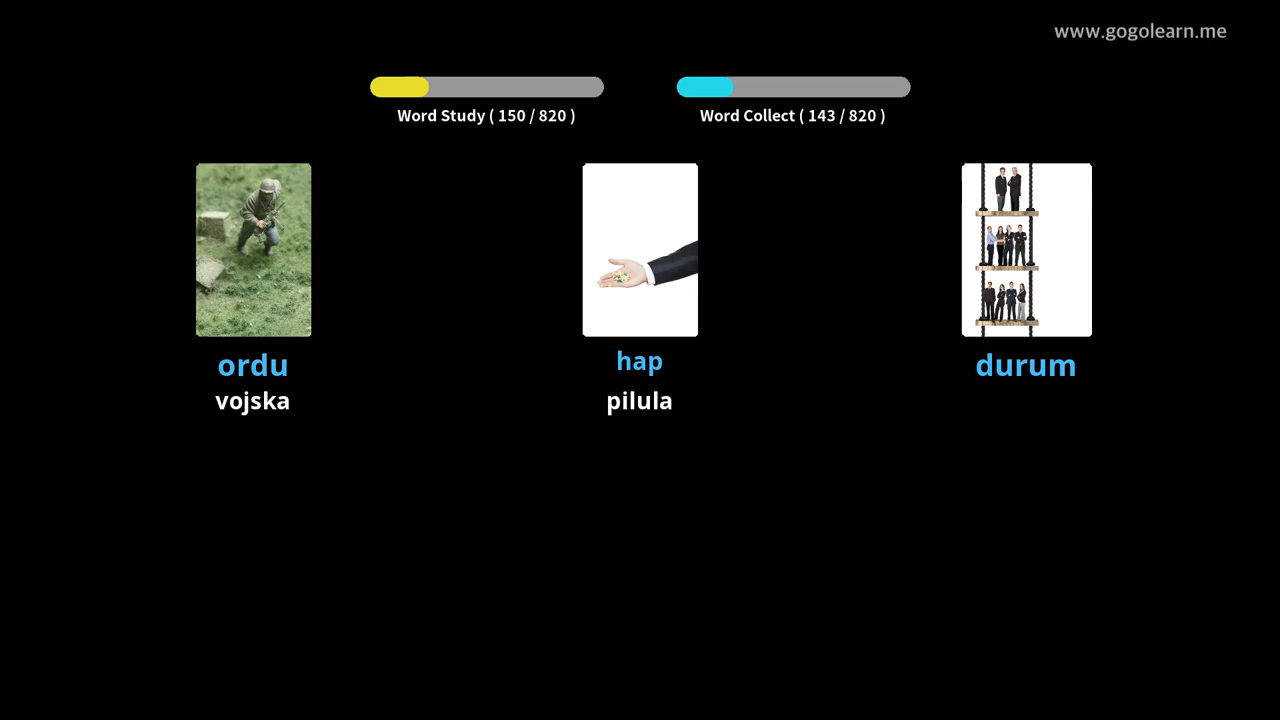 www.gogolearn.me
Word Study ( 150 / 820 )
Word Collect ( 143 / 820 )
ordu
hap
durum
vojska
pilula